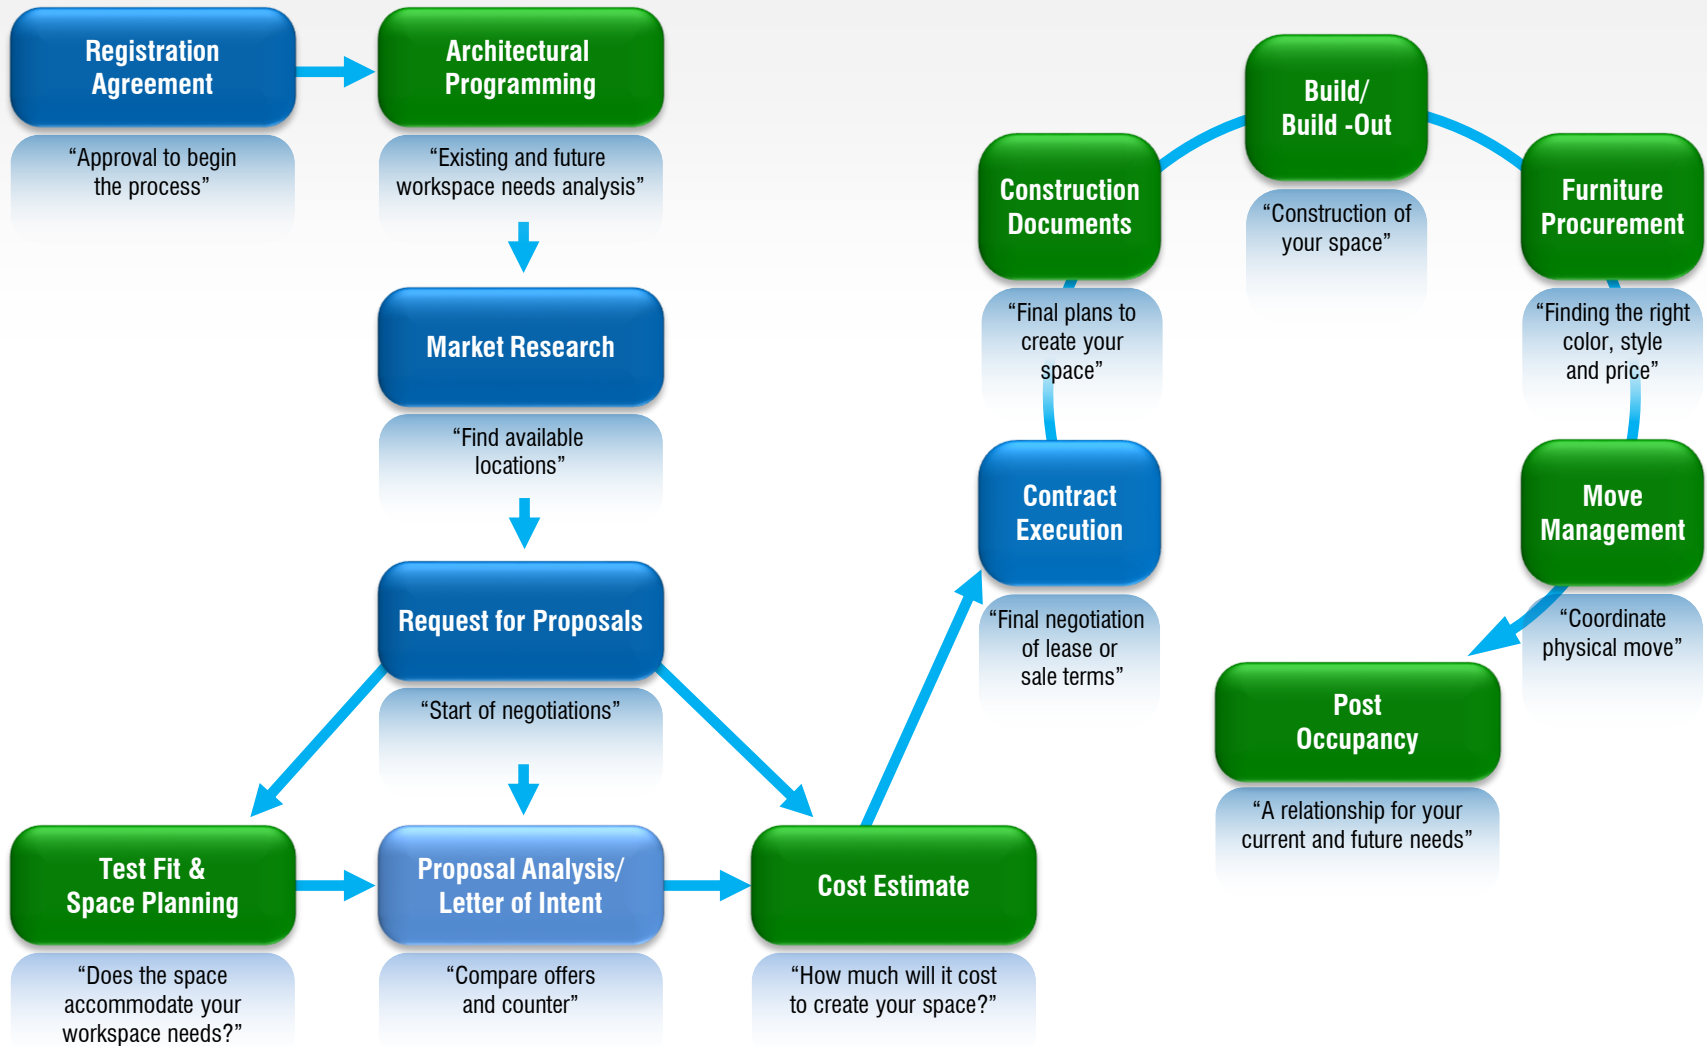 Registration
Agreement
“Approval to begin
the process”
Architectural
Programming
“Existing and future
workspace needs analysis”
Market Research
“Find available
locations”
Request for Proposals
“Start of negotiations”
Test Fit &
Space Planning
“Does the space
accommodate your
workspace needs?”
Proposal Analysis/
Letter of Intent
“Compare offers
and counter”
Cost Estimate
“How much will it cost
to create your space?”
Contract
Execution
“Final negotiation
of lease or
sale terms”
Construction
Documents
“Final plans to
create your
space”
Build/
Build -Out
“Construction of
your space”
Furniture
Procurement
“Finding the right
color, style
and price”
Move
Management
“Coordinate
physical move”
Post
Occupancy
“A relationship for your
current and future needs”